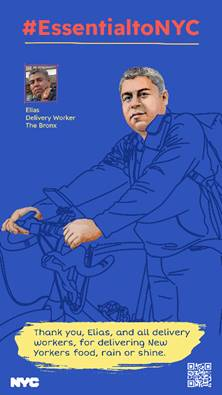 #EssentialtoNYC
Elias
Delivery Worker
The Bronx
Thank you, Elias, and all delivery
workers, for delivering New
Yorkers food, rain or shine.
NYC